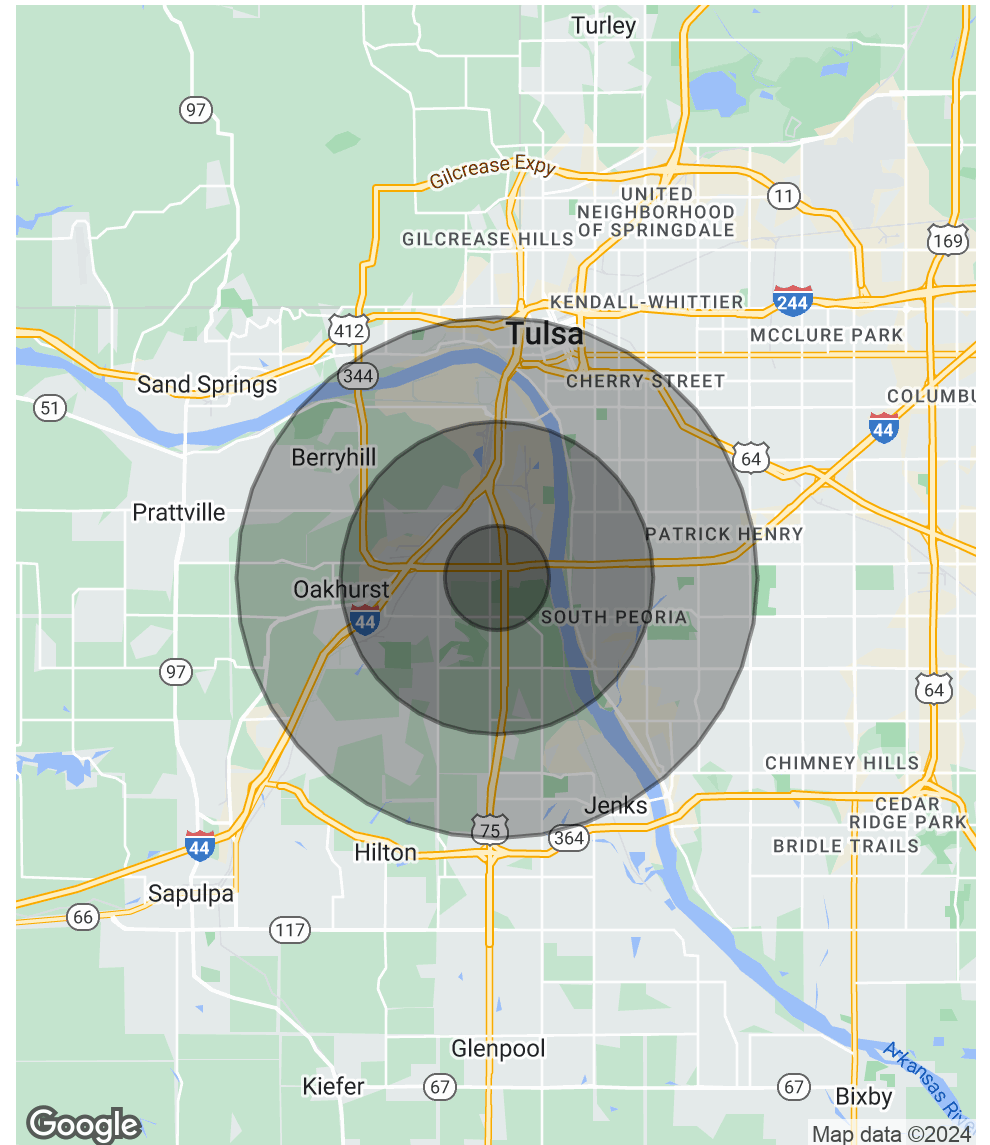 Turley
97
Gilcrease Expy
11
UNITED
NEIGHBORHOOD
OF SPRINGDALE
GILCREASE HILLS
169
KENDALL-WHITTIER
244
412
Tulsa
MCCLURE PARK
344
Sand Springs
CHERRY STREET
COLUMBU
51
44
Berryhill
64
Prattville
PATRICK HENRY
Oakhurst
44
SOUTH PEORIA
97
64
CHIMNEY HILLS
Jenks
CEDAR
RIDGE PARK
75
364
44
Hilton
BRIDLE TRAILS
Sapulpa
66
117
Glenpool
Arkansas Rive
Kiefer
67
67
Bixby
Google
Map data ©2024